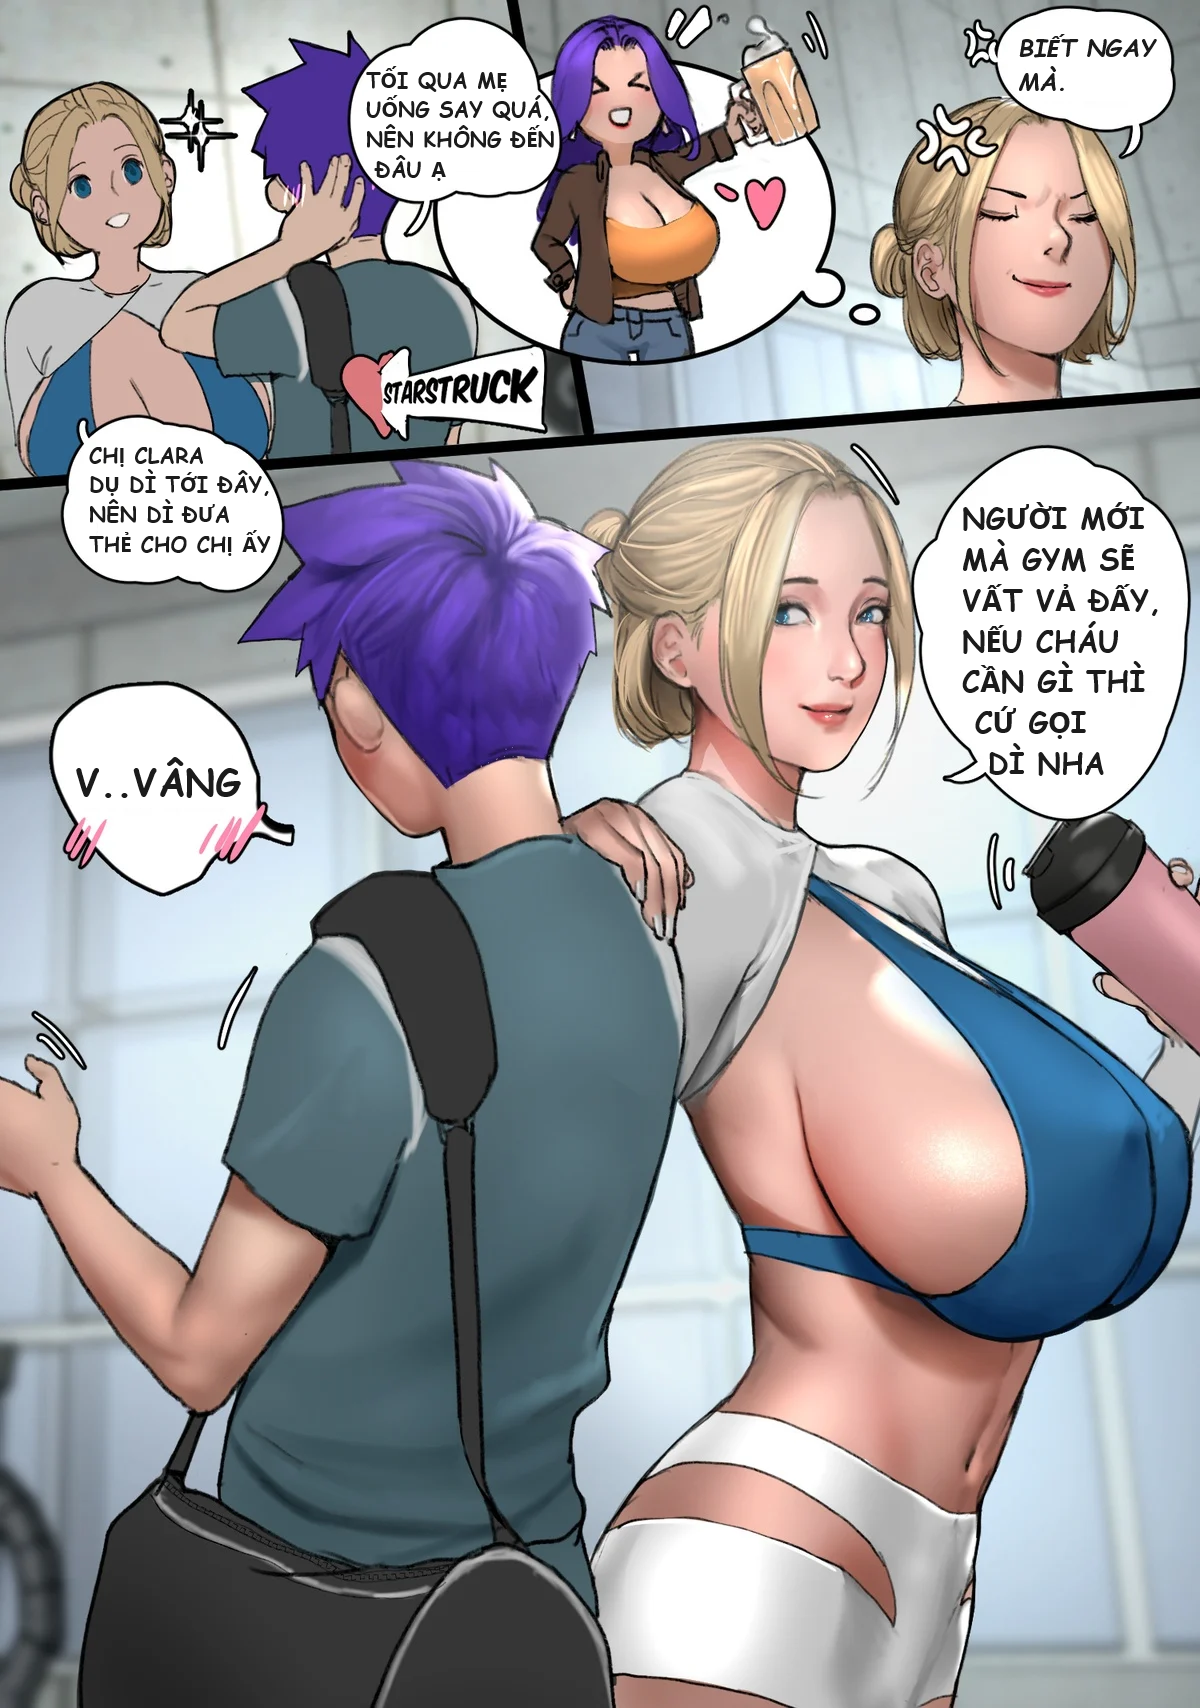 TỐI QUA MẸ
UỐNG SAY QUÁ,
NÊN KHÔNG ĐẾN
ĐÂU Ạ
BIẾT NGAY
MÀ.
STARSTRUCK
CHỊ CLARA
DỤ DÌ TỚI ĐÂY,
NÊN DÌ ĐƯA
THẺ CHO CHỊ ẤY
NGƯỜI MỚI
MÀ GYM SẼ
VẤT VẢ ĐẤY,
NẾU CHÁU
CẦN GÌ THÌ
CỨ GỌI
DÌ NHA
V..VÂNG